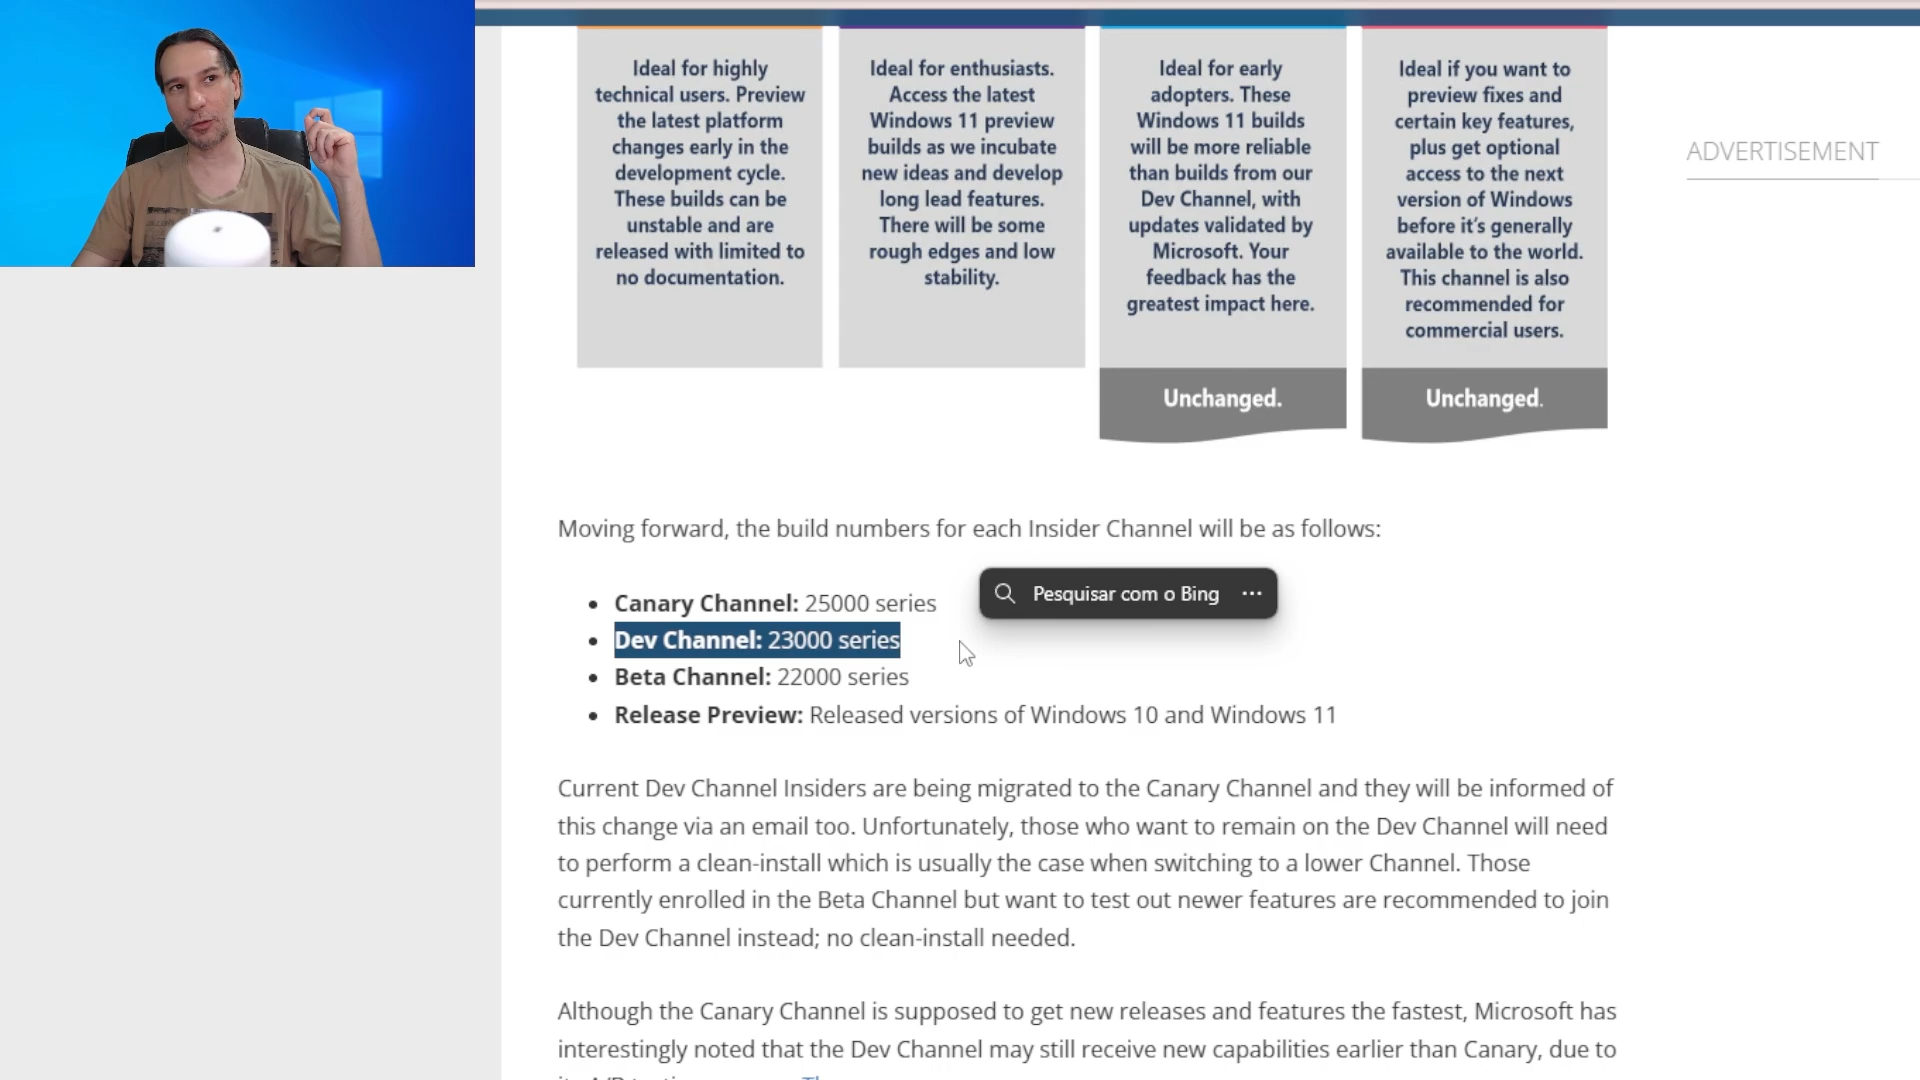 Ideal for highly
technical users. Preview
the latest platform
changes early in the
development cycle.
These builds can be
unstable and are
released with limited to
no documentation.
Ideal for enthusiasts.
Access the latest
Windows 11 preview
builds as we incubate
new ideas and develop
long lead features.
There will be some
rough edges and low
stability.
Ideal for early
adopters. These
Windows 11 builds
will be more reliable
than builds from our
Dev Channel, with
updates validated by
Microsoft. Your
feedback has the
greatest impact here.
Unchanged.
Ideal if you want to
preview fixes and
certain key features,
plus get optional
access to the next
version of Windows
before it’s generally
available to the world.
This channel is also
recommended for
commercial users.
Unchanged.
ADVERTISEMENT
Moving forward, the build numbers for each Insider Channel will be as follows:
Pesquisar com o Bing
• Canary Channel: 25000 series
• Dev Channel: 23000 series
• Beta Channel: 22000 series
• Release Preview: Released versions of Windows 10 and Windows 11
Current Dev Channel Insiders are being migrated to the Canary Channel and they will be informed of
this change via an email too. Unfortunately, those who want to remain on the Dev Channel will need
to perform a clean-install which is usually the case when switching to a lower Channel. Those
currently enrolled in the Beta Channel but want to test out newer features are recommended to join
the Dev Channel instead; no clean-install needed.
Although the Canary Channel is supposed to get new releases and features the fastest, Microsoft has
interestingly noted that the Dev Channel may still receive new capabilities earlier than Canary, due to